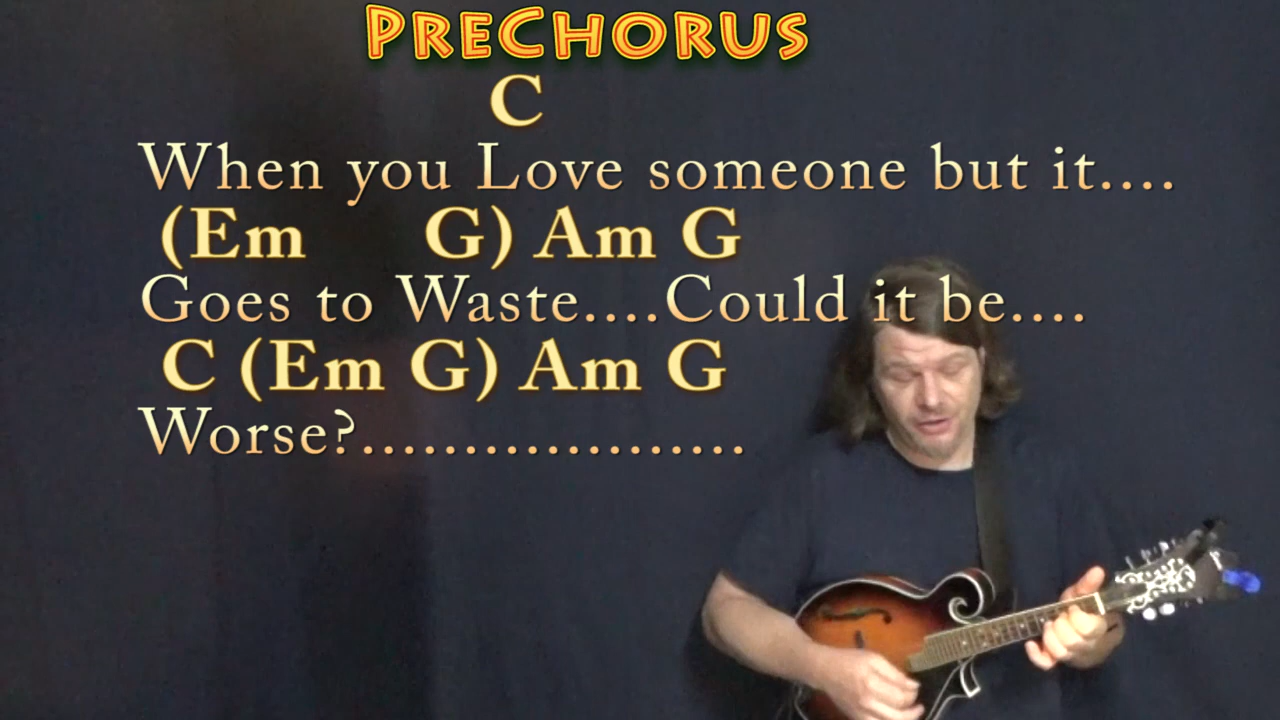 PRECHORUS
C
When you Love someone but it....
(Em G) Am G
Goes to Waste....Could it be....
C (Em G) Am G
Worse?...................